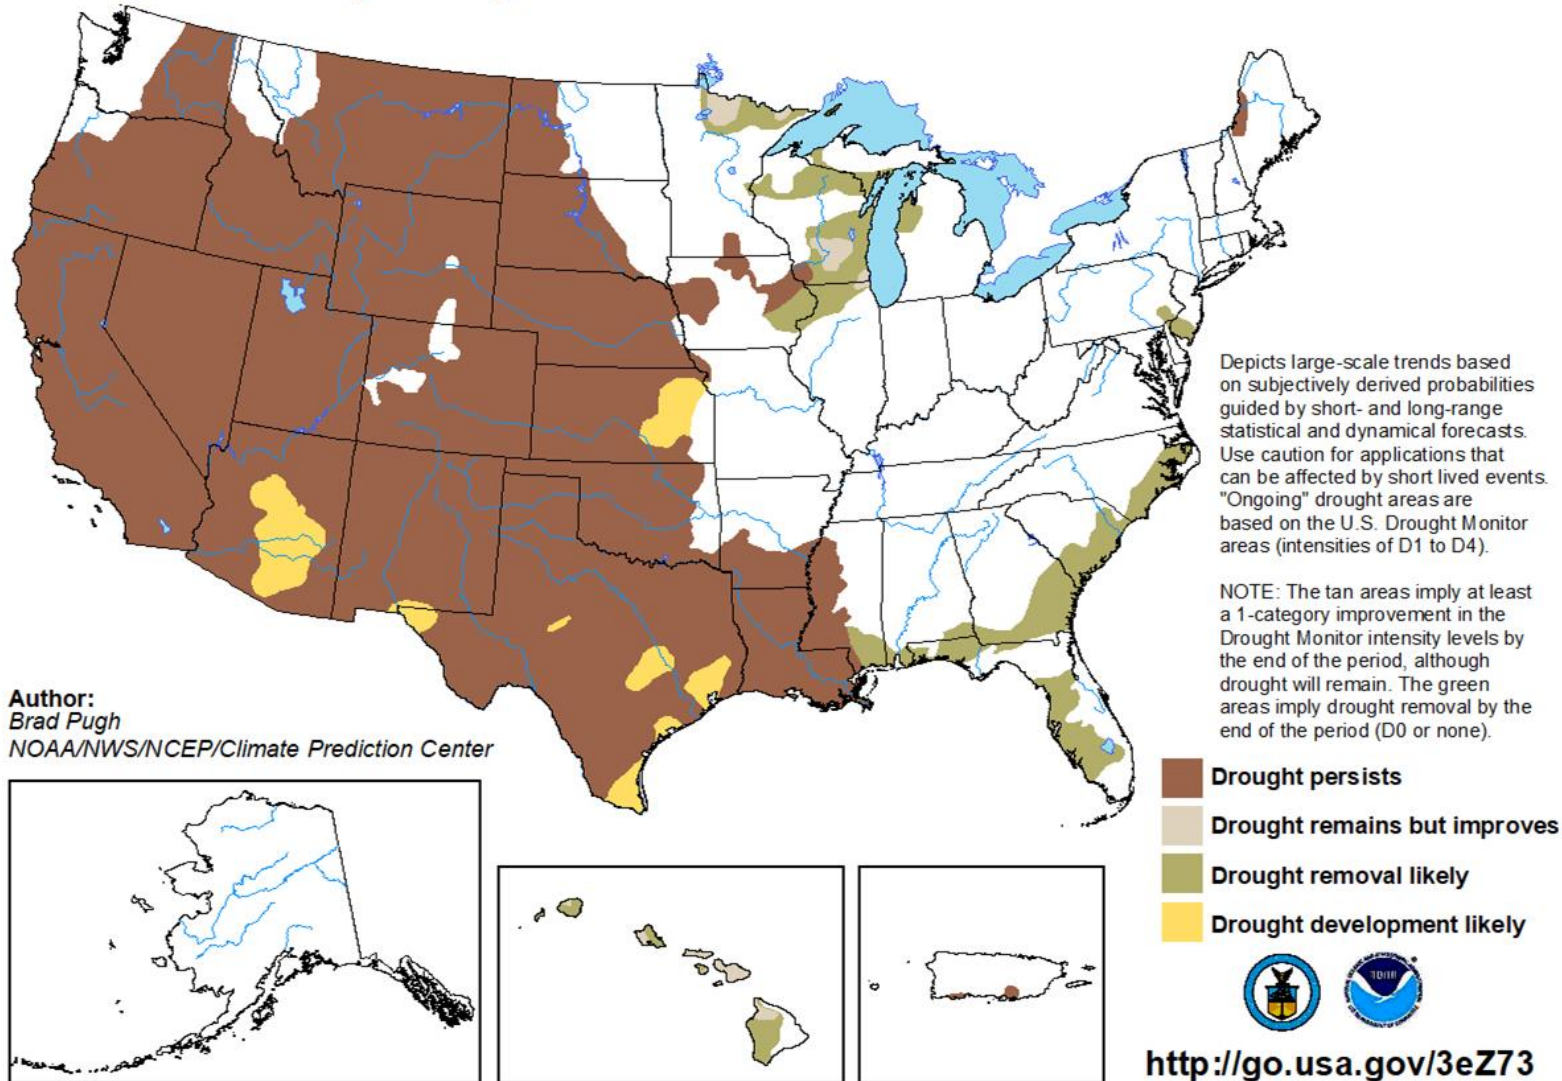 Depicts large-scale trends based
on subjectively derived probabilities
guided by short- and long-range
statistical and dynamical forecasts.
Use caution for applications that
can be affected by short lived events.
"Ongoing" drought areas are
based on the U.S. Drought Monitor
areas (intensities of D1 to D4).
NOTE: The tan areas imply at least
a 1-category improvement in the
Drought Monitor intensity levels by
the end of the period, although
drought will remain. The green
areas imply drought removal by the
end of the period (D0 or none).
Author:
Brad Pugh
NOAA/NWS/NCEP/Climate Prediction Center
Drought persists
Drought remains but improves
Drought removal likely
Drought development likely
http://go.usa.gov/3eZ73